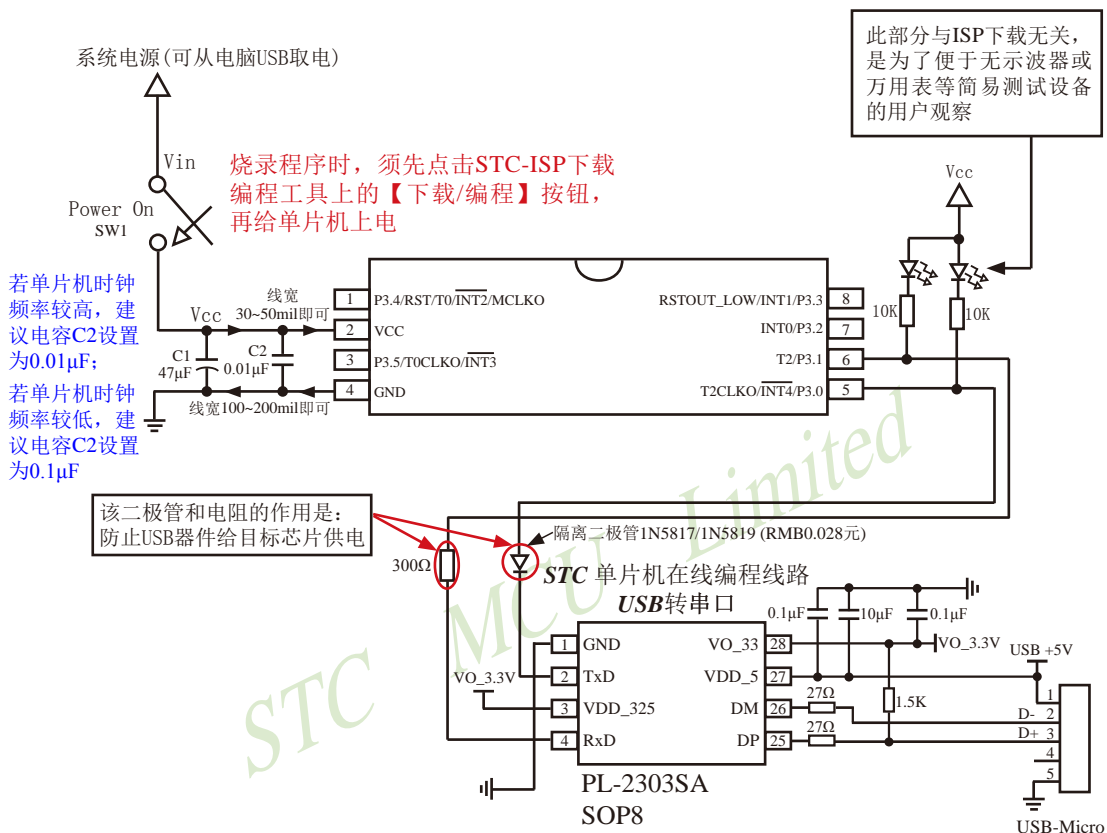 系统电源(可从电脑USB取电)
此部分与ISP下载无关，
是为了便于无示波器或
万用表等简易测试设备
的用户观察
Vin
烧录程序时，须先点击STC-ISP下载
编程工具上的【下载/编程】按钮，
再给单片机上电
Power On
SW1
Vcc
若单片机时钟
频率较高，建
议电容C2设置
为0.01μF；
若单片机时钟
频率较低，建
议电容C2设置
为0.1μF
Vcc
线宽
30~50mil即可
C1
47μF
C2
0.01μF
线宽100~200mil即可
1 P3.4/RST/T0/INT2/MCLKO
2 VCC
3 P3.5/T0CLKO/INT3
4 GND
RSTOUT_LOW/INT1/P3.3 8
INT0/P3.2 7
T2/P3.1 6
T2CLKO/INT4/P3.0 5
10K
10K
该二极管和电阻的作用是：
防止USB器件给目标芯片供电
300Ω
隔离二极管1N5817/1N5819 (RMB0.028元)
STC 单片机在线编程线路
USB转串口
STC MCU Limited
0.1μF
10μF
0.1μF
VO_3.3V
1 GND
2 TxD
3 VDD_325
4 RxD
VO_33 28
VDD_5 27
DM 26
DP 25
VO_3.3V
USB +5V
27Ω
27Ω
1.5K
1
D- 2
D+ 3
4
5
PL-2303SA
SOP8
USB-Micro